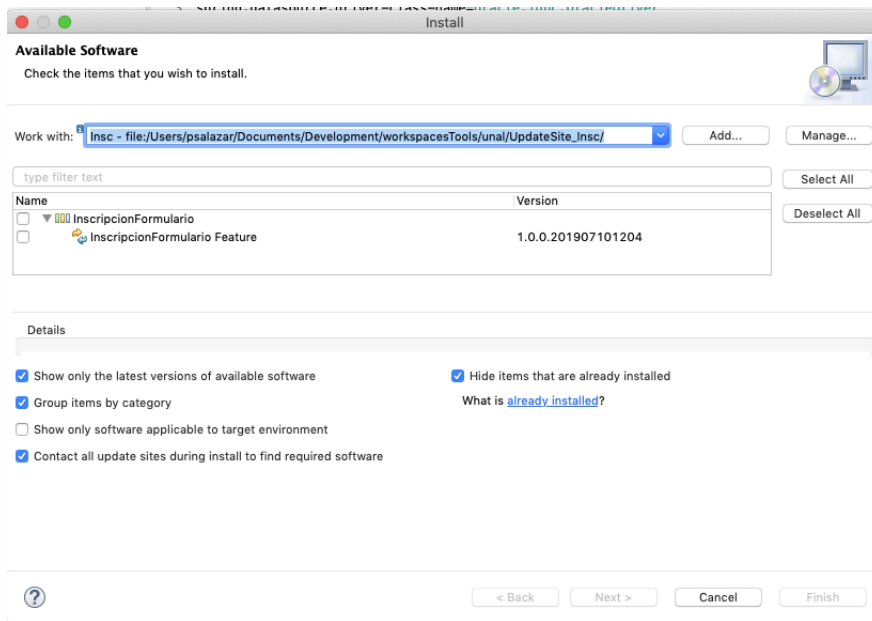 Install
Available Software
Check the items that you wish to install.
Work with: Insc - file:/Users/psalazar/Documents/Development/workspacesTools/unal/UpdateSite_Insc/ Add... Manage...
type filter text Select All
Name Version
InscripcionFormulario Deselect All
InscripcionFormulario Feature 1.0.0.201907101204
Details
Show only the latest versions of available software Hide items that are already installed
Group items by category What is already installed?
Show only software applicable to target environment
Contact all update sites during install to find required software
? < Back Next > Cancel Finish